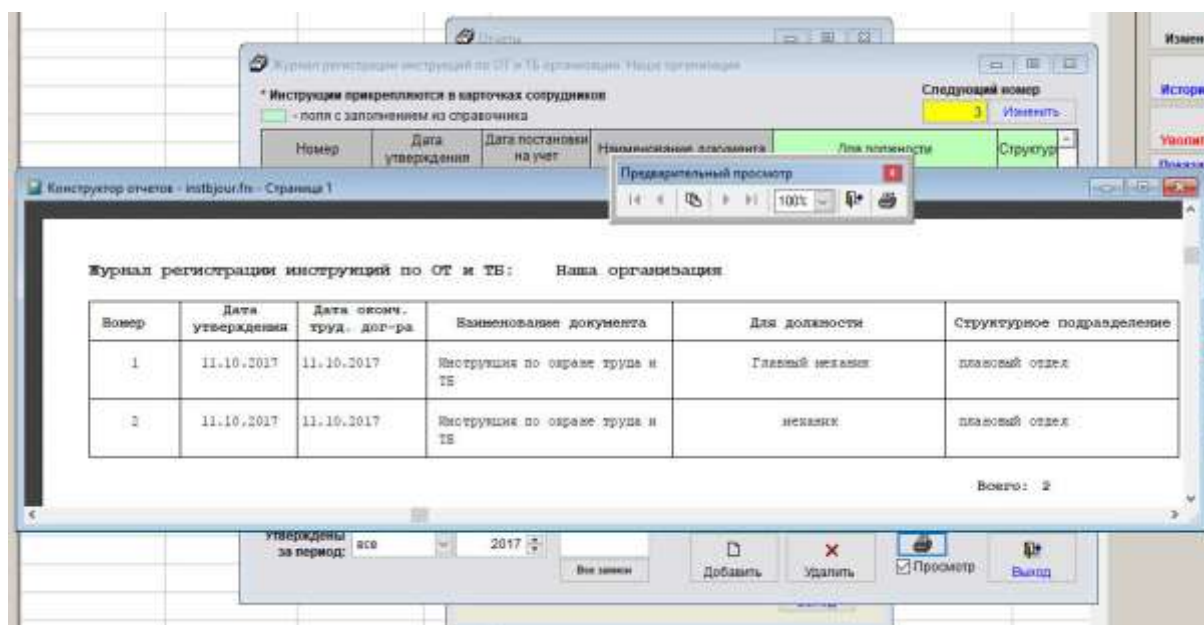 Отчеты
Измен
Журнал регистрации инструкций по ОТ и ТБ организации: Наша организация
* Инструкции прикрепляются в карточках сотрудников
Следующий номер
Истори
- поля с заполнением из справочника
3 Изменить
Номер
Дата утверждения
Дата постановки на учет
Наименование документа
Для должности
Структур
Уволит
Показа
Предварительный просмотр
Конструктор отчетов - instbjour.frx - Страница 1
100%
Журнал регистрации инструкций по ОТ и ТБ: Наша организация
Номер
Дата утверждения
Дата оконч. труд. дог-ра
Наименование документа
Для должности
Структурное подразделение
1 11.10.2017 11.10.2017 Инструкция по охране труда и ТБ Главный механик плановый отдел
2 11.10.2017 11.10.2017 Инструкция по охране труда и ТБ механик плановый отдел
Всего: 2
Утверждены за период:
все
2017
Все записи
Добавить
Удалить
Просмотр
Выход